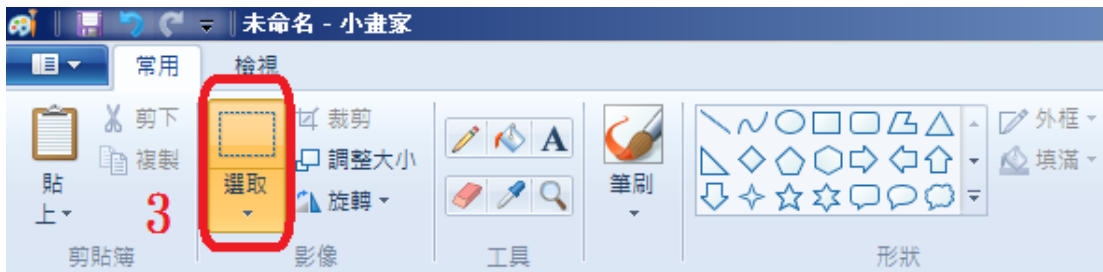 未命名 - 小畫家
常用 檢視
貼上
剪下
複製
剪貼簿
3
選取
裁剪
調整大小
旋轉
影像
A
工具
筆刷
外框
填滿
形狀